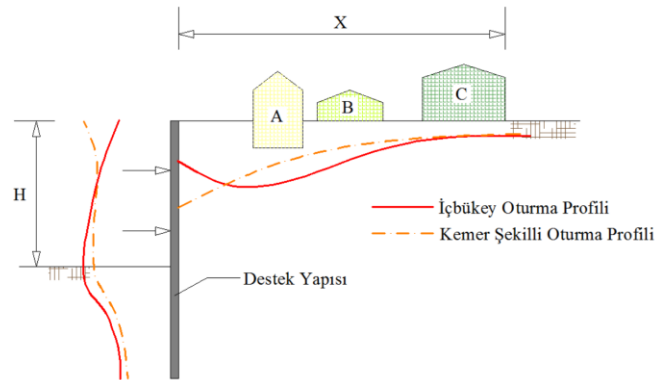 X
A
B
C
H
İçbükey Oturma Profili
Kemer Şekilli Oturma Profili
Destek Yapısı